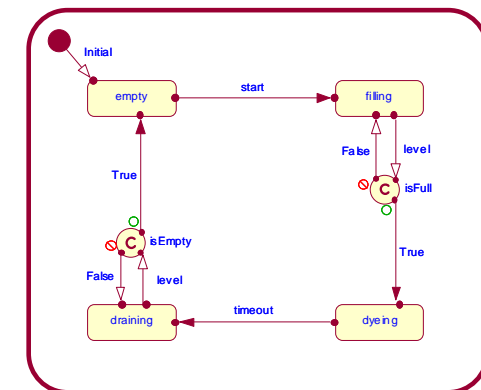 Initial
empty
start
filling
False
level
C
isFull
True
True
C
isEmpty
False
level
timeout
draining
dyeing